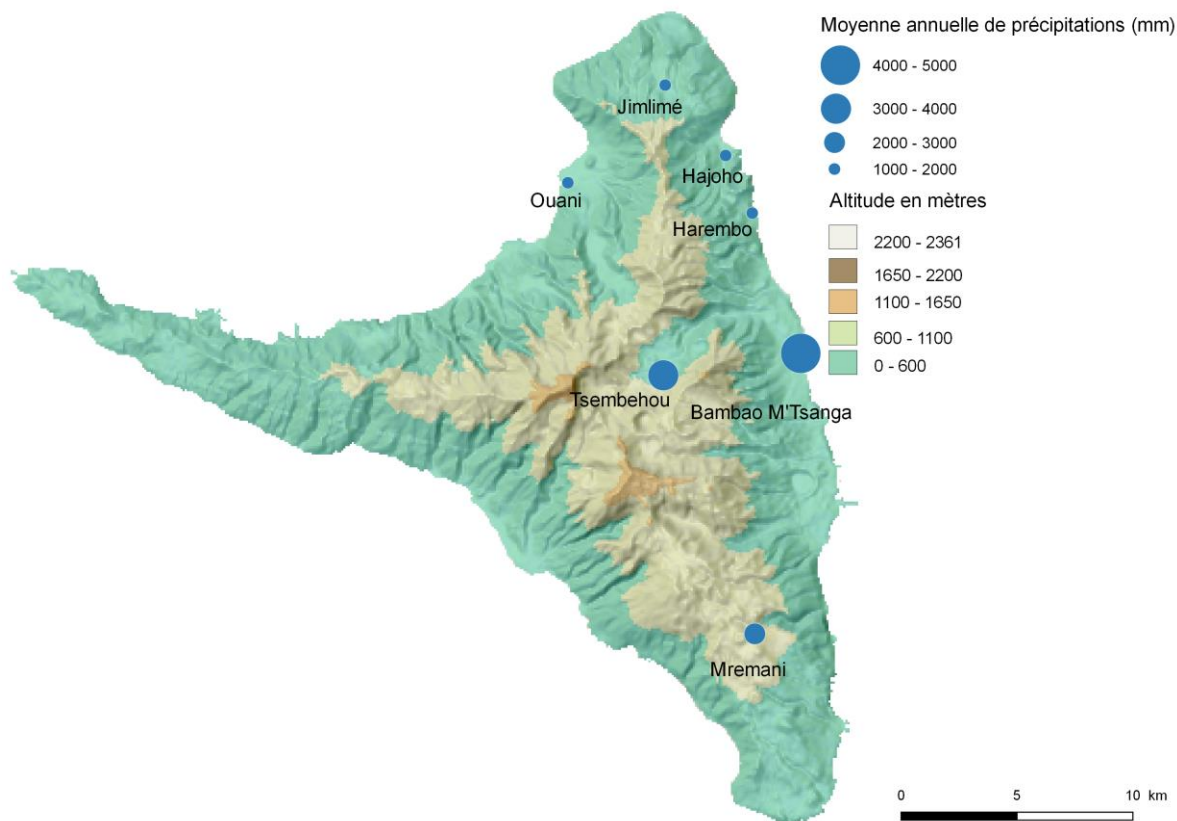 Moyenne annuelle de précipitations (mm)
4000 - 5000
3000 - 4000
2000 - 3000
1000 - 2000
Altitude en mètres
2200 - 2361
1650 - 2200
1100 - 1650
600 - 1100
0 - 600
Jimlimé
Hajoho
Ouani
Harembo
Tsembehou
Bambao M'Tsanga
Mremani
0 5 10 km